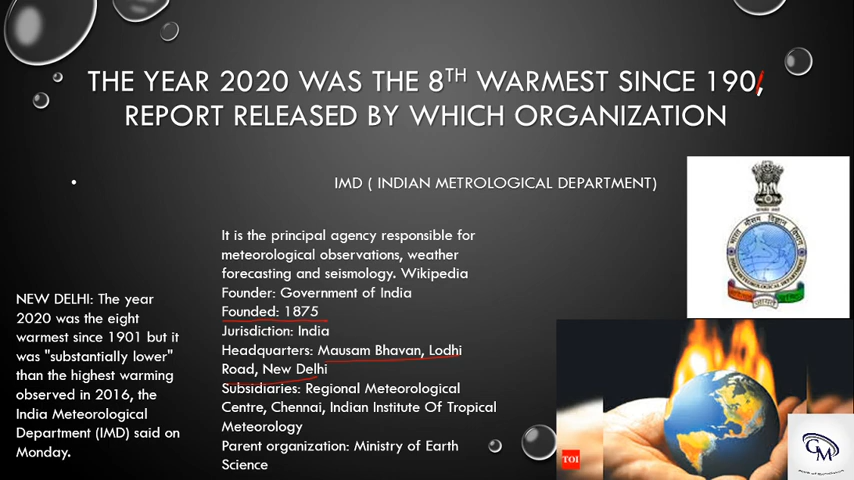 THE YEAR 2020 WAS THE 8TH WARMEST SINCE 190,
REPORT RELEASED BY WHICH ORGANIZATION
• IMD ( INDIAN METROLOGICAL DEPARTMENT)
It is the principal agency responsible for
meteorological observations, weather
forecasting and seismology. Wikipedia
Founder: Government of India
Founded: 1875
Jurisdiction: India
Headquarters: Mausam Bhavan, Lodhi
Road, New Delhi
Subsidiaries: Regional Meteorological
Centre, Chennai, Indian Institute Of Tropical
Meteorology
Parent organization: Ministry of Earth
Science
NEW DELHI: The year
2020 was the eight
warmest since 1901 but it
was "substantially lower"
than the highest warming
observed in 2016, the
India Meteorological
Department (IMD) said on
Monday.
TOI
GM